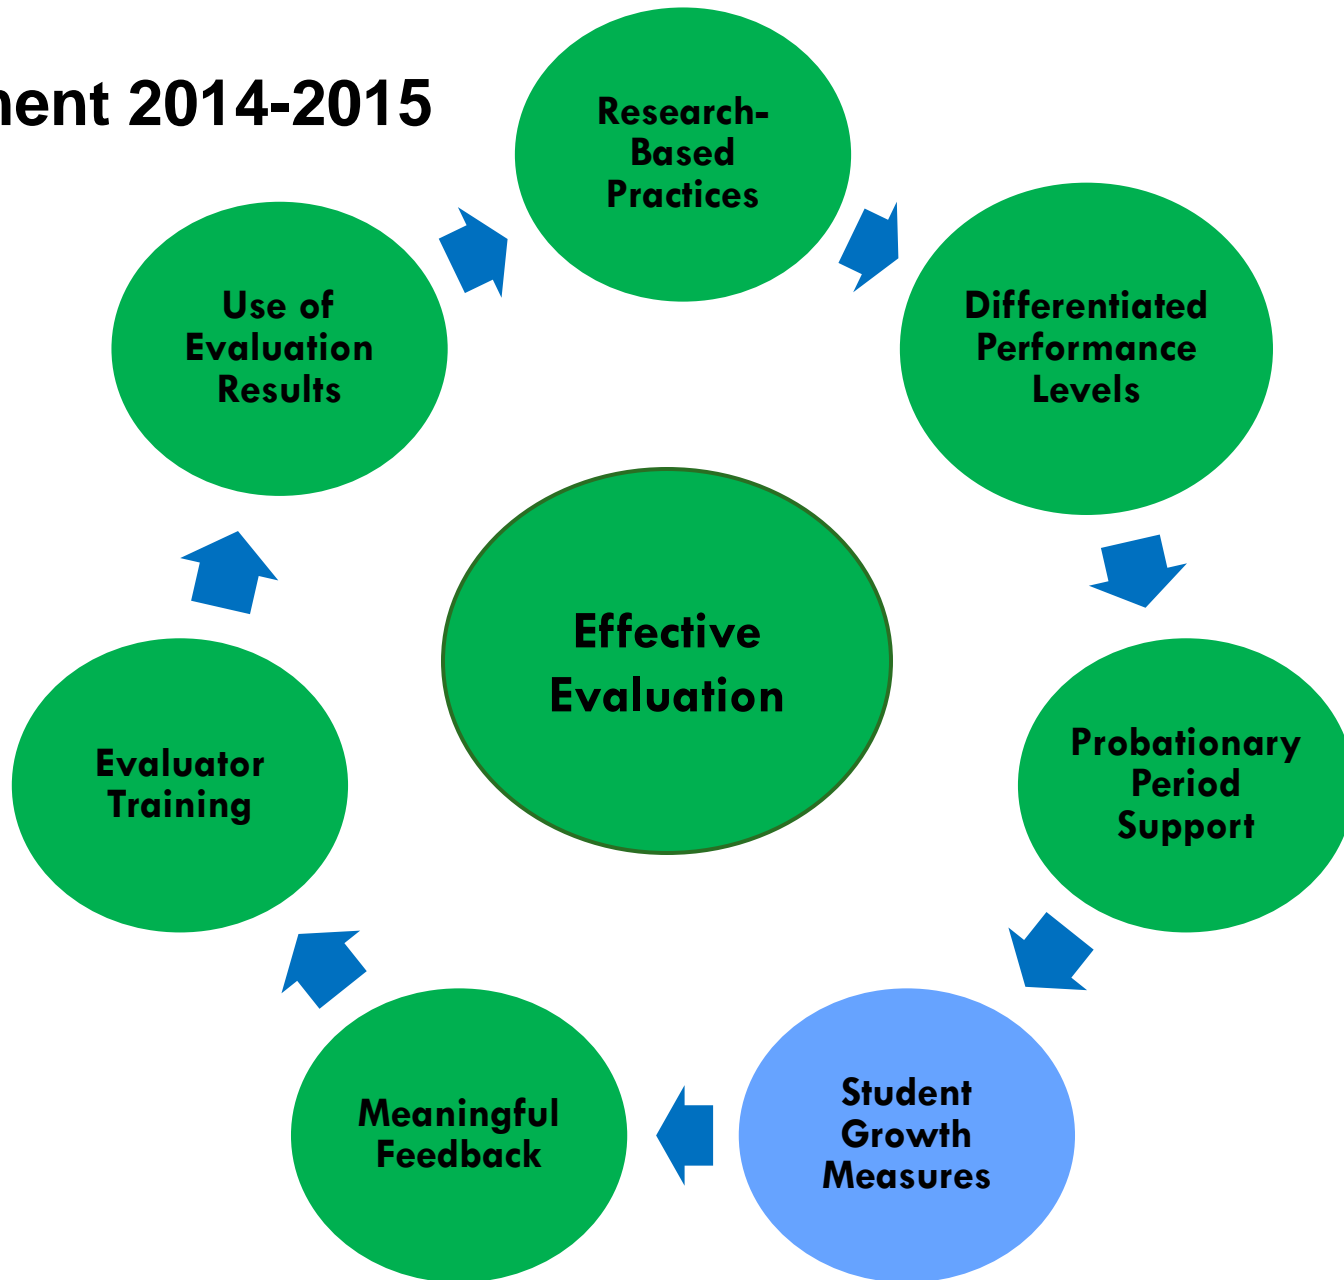 ment 2014-2015
Research-
Based
Practices
Differentiated
Performance
Levels
Probationary
Period
Support
Student
Growth
Measures
Meaningful
Feedback
Evaluator
Training
Use of
Evaluation
Results
Effective
Evaluation